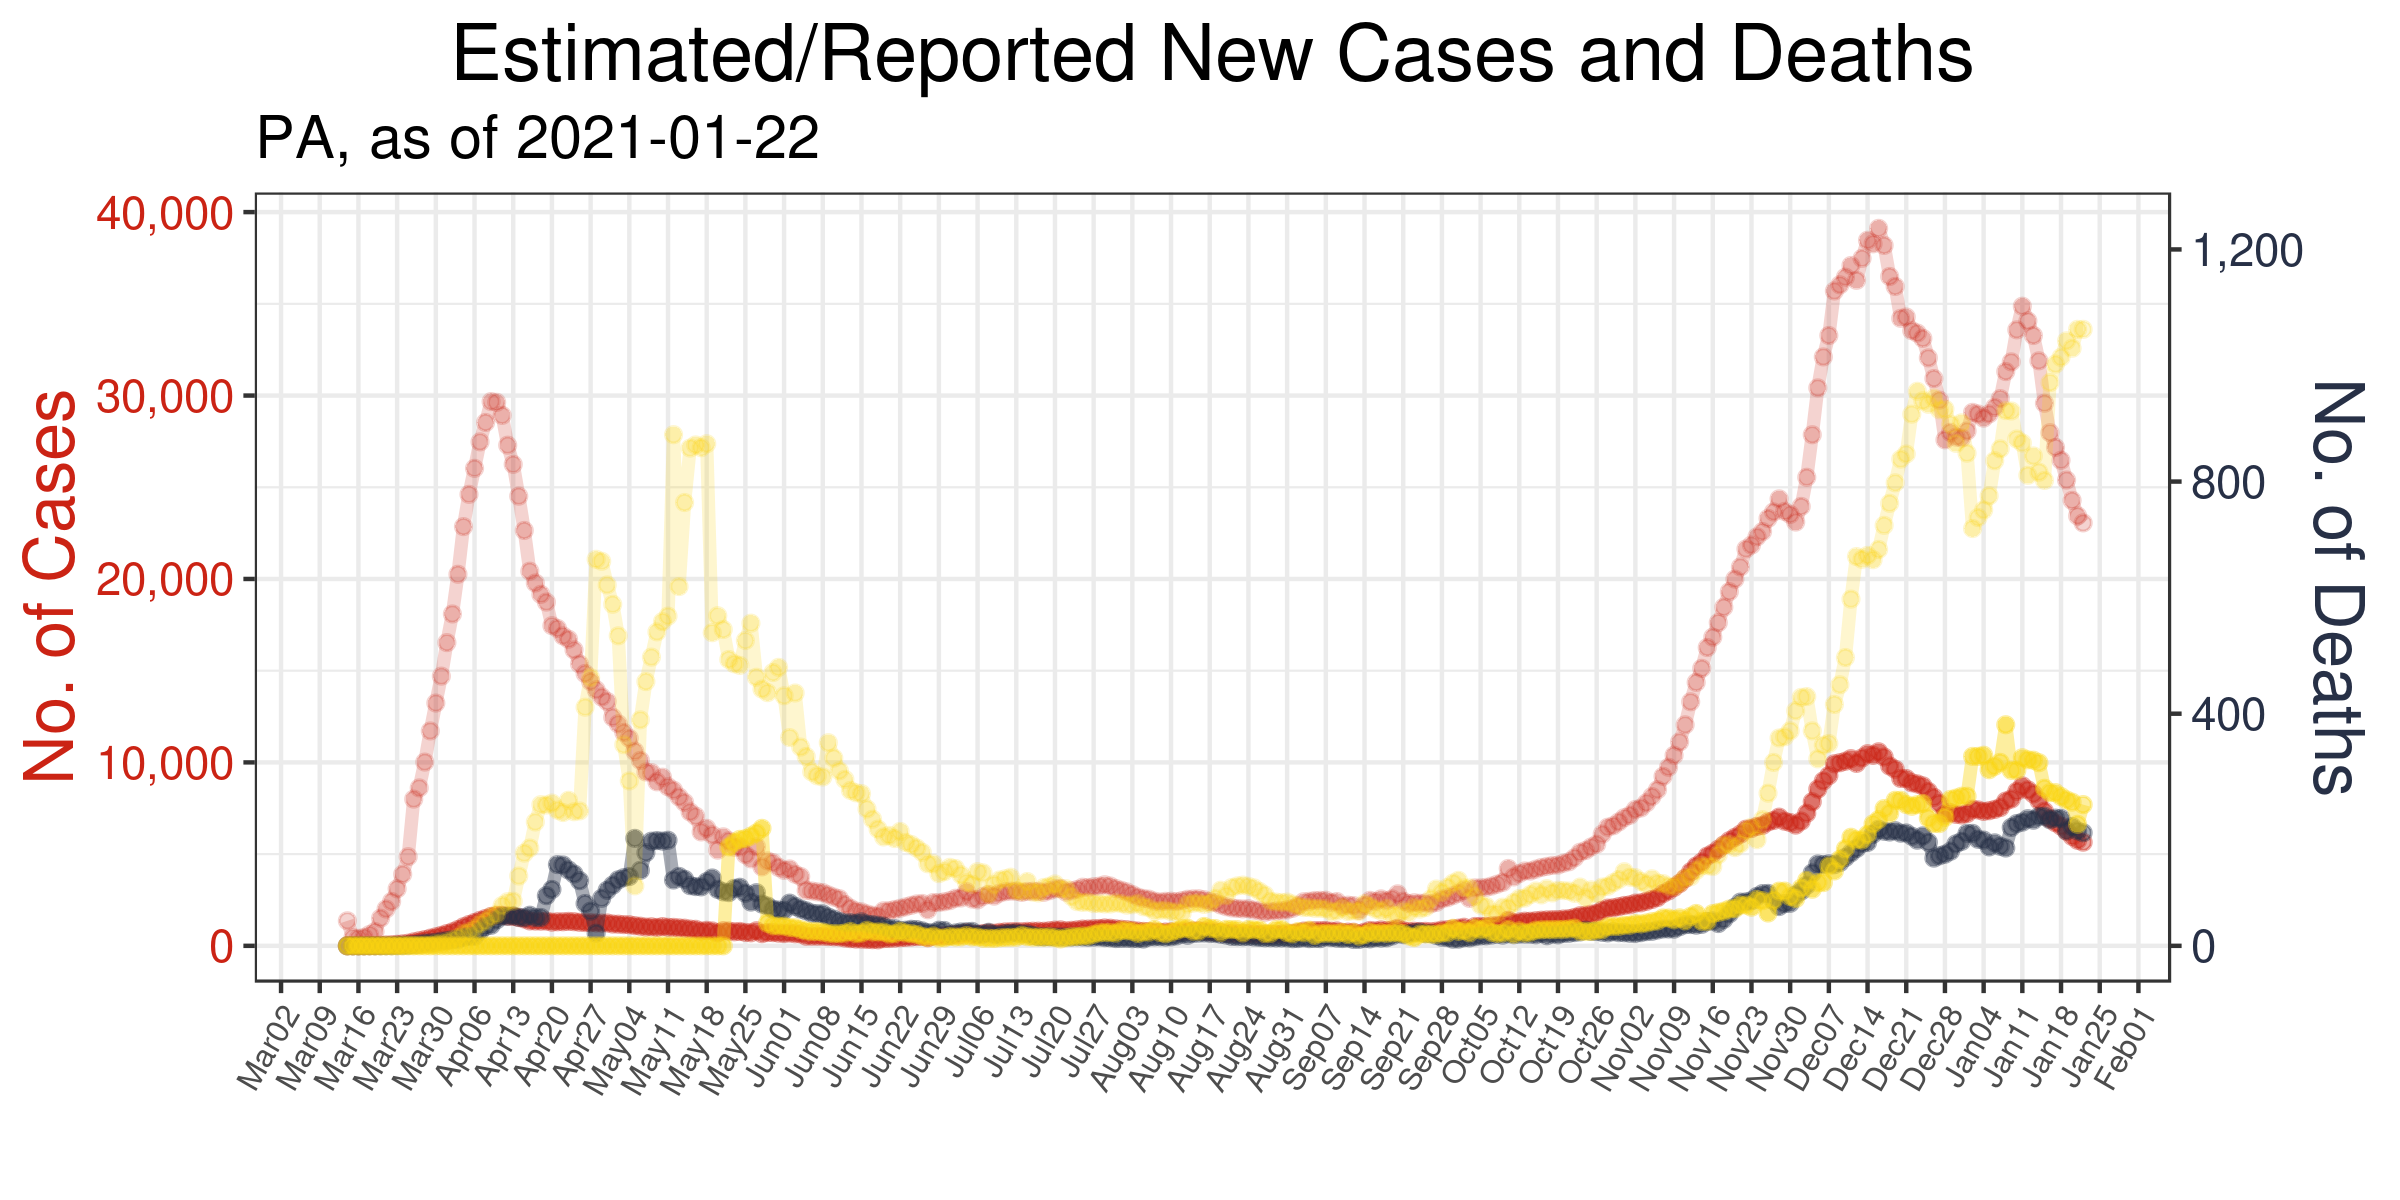 Estimated/Reported New Cases and Deaths
PA, as of 2021-01-22
No. of Cases
40,000
30,000
20,000
10,000
0
1,200
800
400
0
No. of Deaths
Mar02
Mar09
Mar16
Mar23
Mar30
Apr06
Apr13
Apr20
Apr27
May04
May11
May18
May25
Jun01
Jun08
Jun15
Jun22
Jun29
Jul06
Jul13
Jul20
Jul27
Aug03
Aug10
Aug17
Aug24
Aug31
Sep07
Sep14
Sep21
Sep28
Oct05
Oct12
Oct19
Oct26
Nov02
Nov09
Nov16
Nov23
Nov30
Dec07
Dec14
Dec21
Dec28
Jan04
Jan11
Jan18
Jan25
Feb01